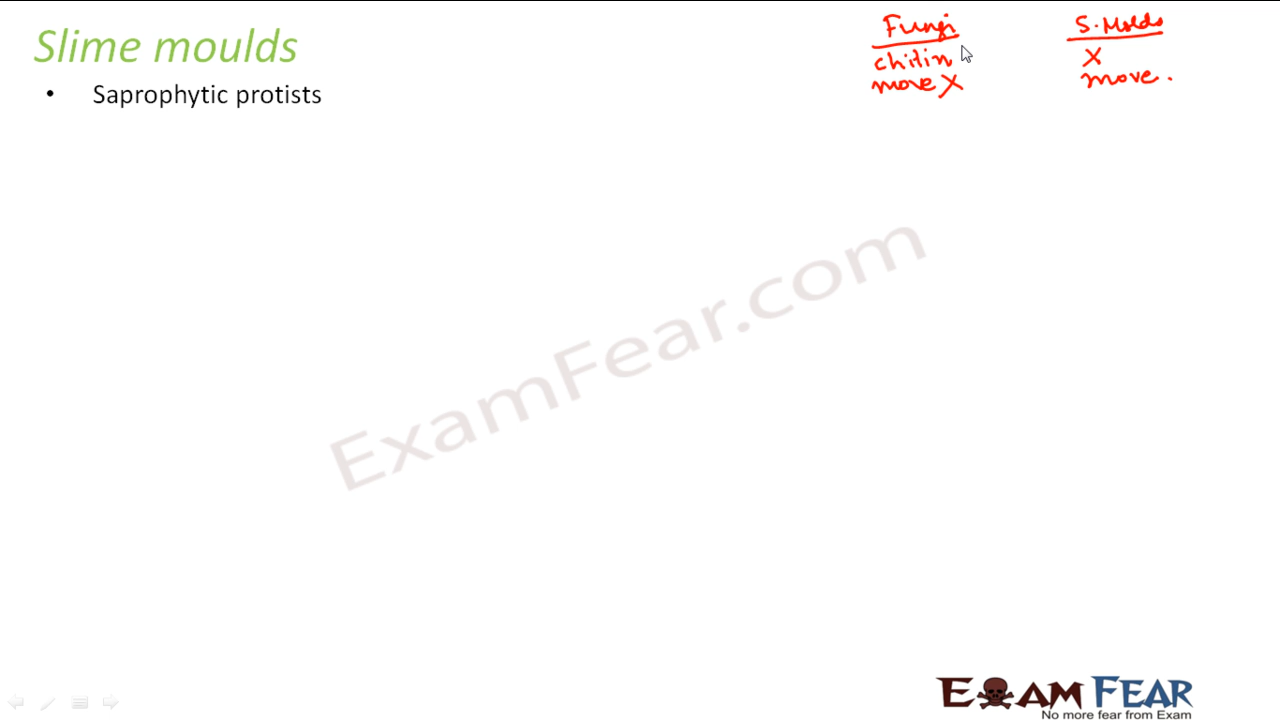 Slime moulds
• Saprophytic protists
Fungi
chitin
move X
S. Molds
X
move.
ExamFear.com
EXAM FEAR
No more fear from Exam